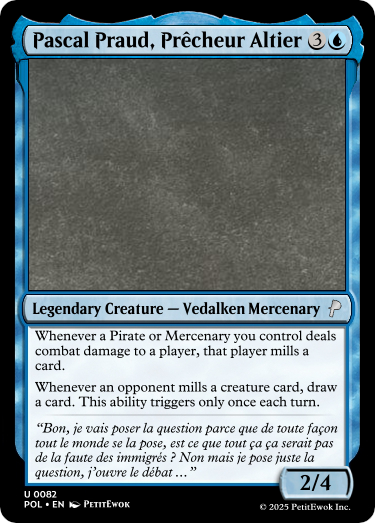 Pascal Praud, Prêcheur Altier 3
Legendary Creature — Vedalken Mercenary
Whenever a Pirate or Mercenary you control deals
combat damage to a player, that player mills a
card.
Whenever an opponent mills a creature card, draw
a card. This ability triggers only once each turn.
“Bon, je vais poser la question parce que de toute façon
tout le monde se la pose, est ce que tout ça ça serait pas
de la faute des immigrés ? Non mais je pose juste la
question, j'ouvre le débat …”
2/4
U 0082
POL • EN PetitEwok
© 2025 PetitEwok Inc.